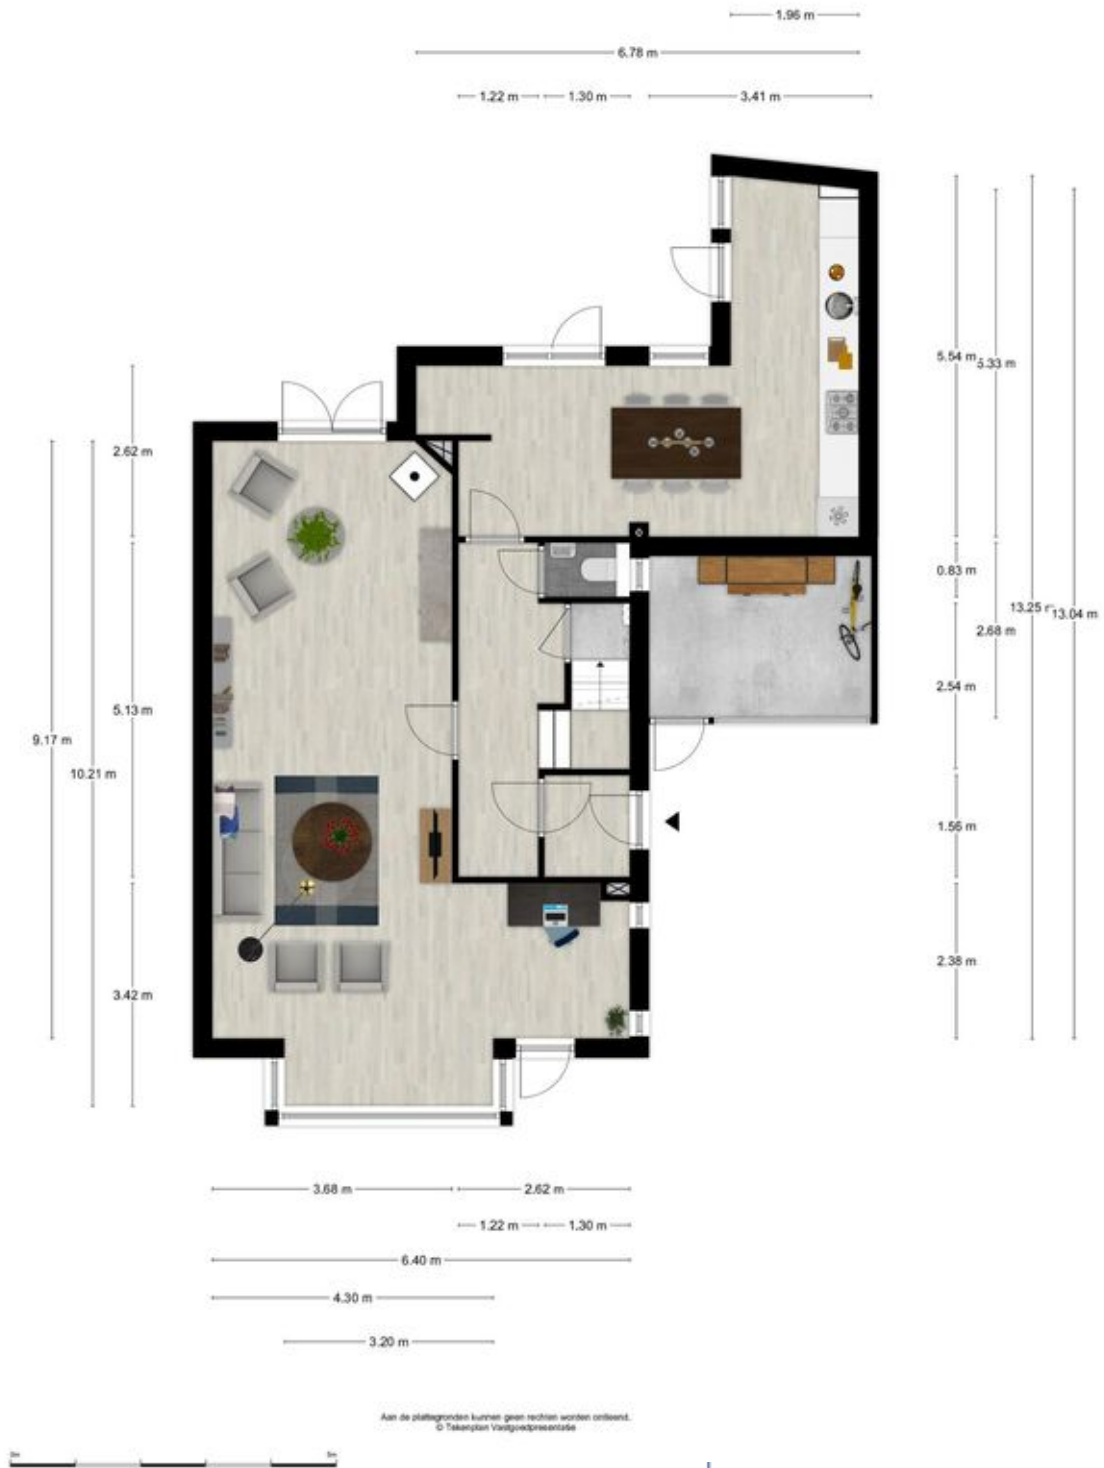 1.96 m
6.78 m
1.22 m
1.30 m
3.41 m
5.54 m
5.33 m
2.62 m
0.83 m
13.25 m
13.04 m
2.68 m
2.54 m
5.13 m
9.17 m
10.21 m
1.56 m
2.38 m
3.42 m
3.68 m
2.62 m
1.22 m
1.30 m
6.40 m
4.30 m
3.20 m
Aan de plattegronden kunnen geen rechten worden ontleend.
© Tekenplan Vastgoedpresentatie
0m
5m